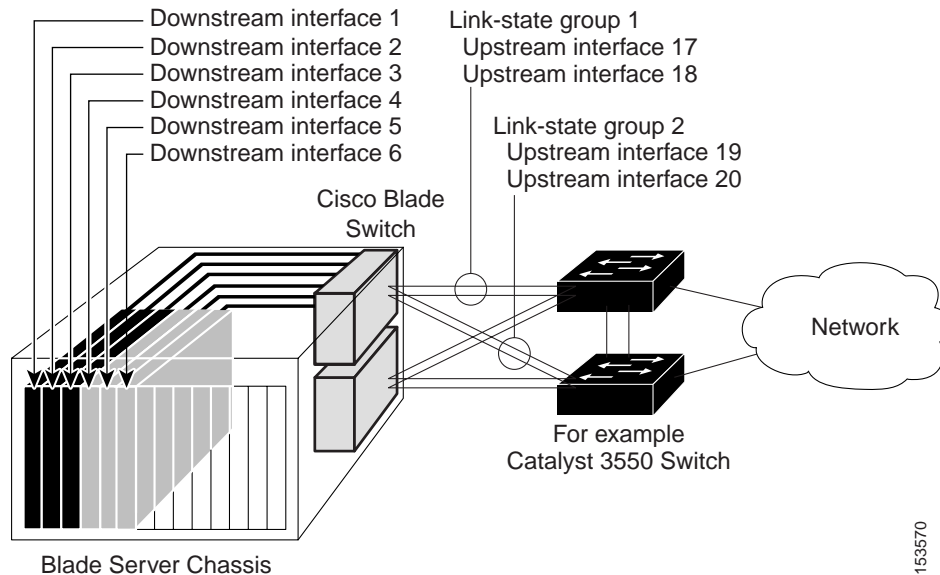 Downstream interface 1
Downstream interface 2
Downstream interface 3
Downstream interface 4
Downstream interface 5
Downstream interface 6
Link-state group 1
Upstream interface 17
Upstream interface 18
Link-state group 2
Upstream interface 19
Upstream interface 20
Cisco Blade
Switch
Network
For example
Catalyst 3550 Switch
Blade Server Chassis
153570